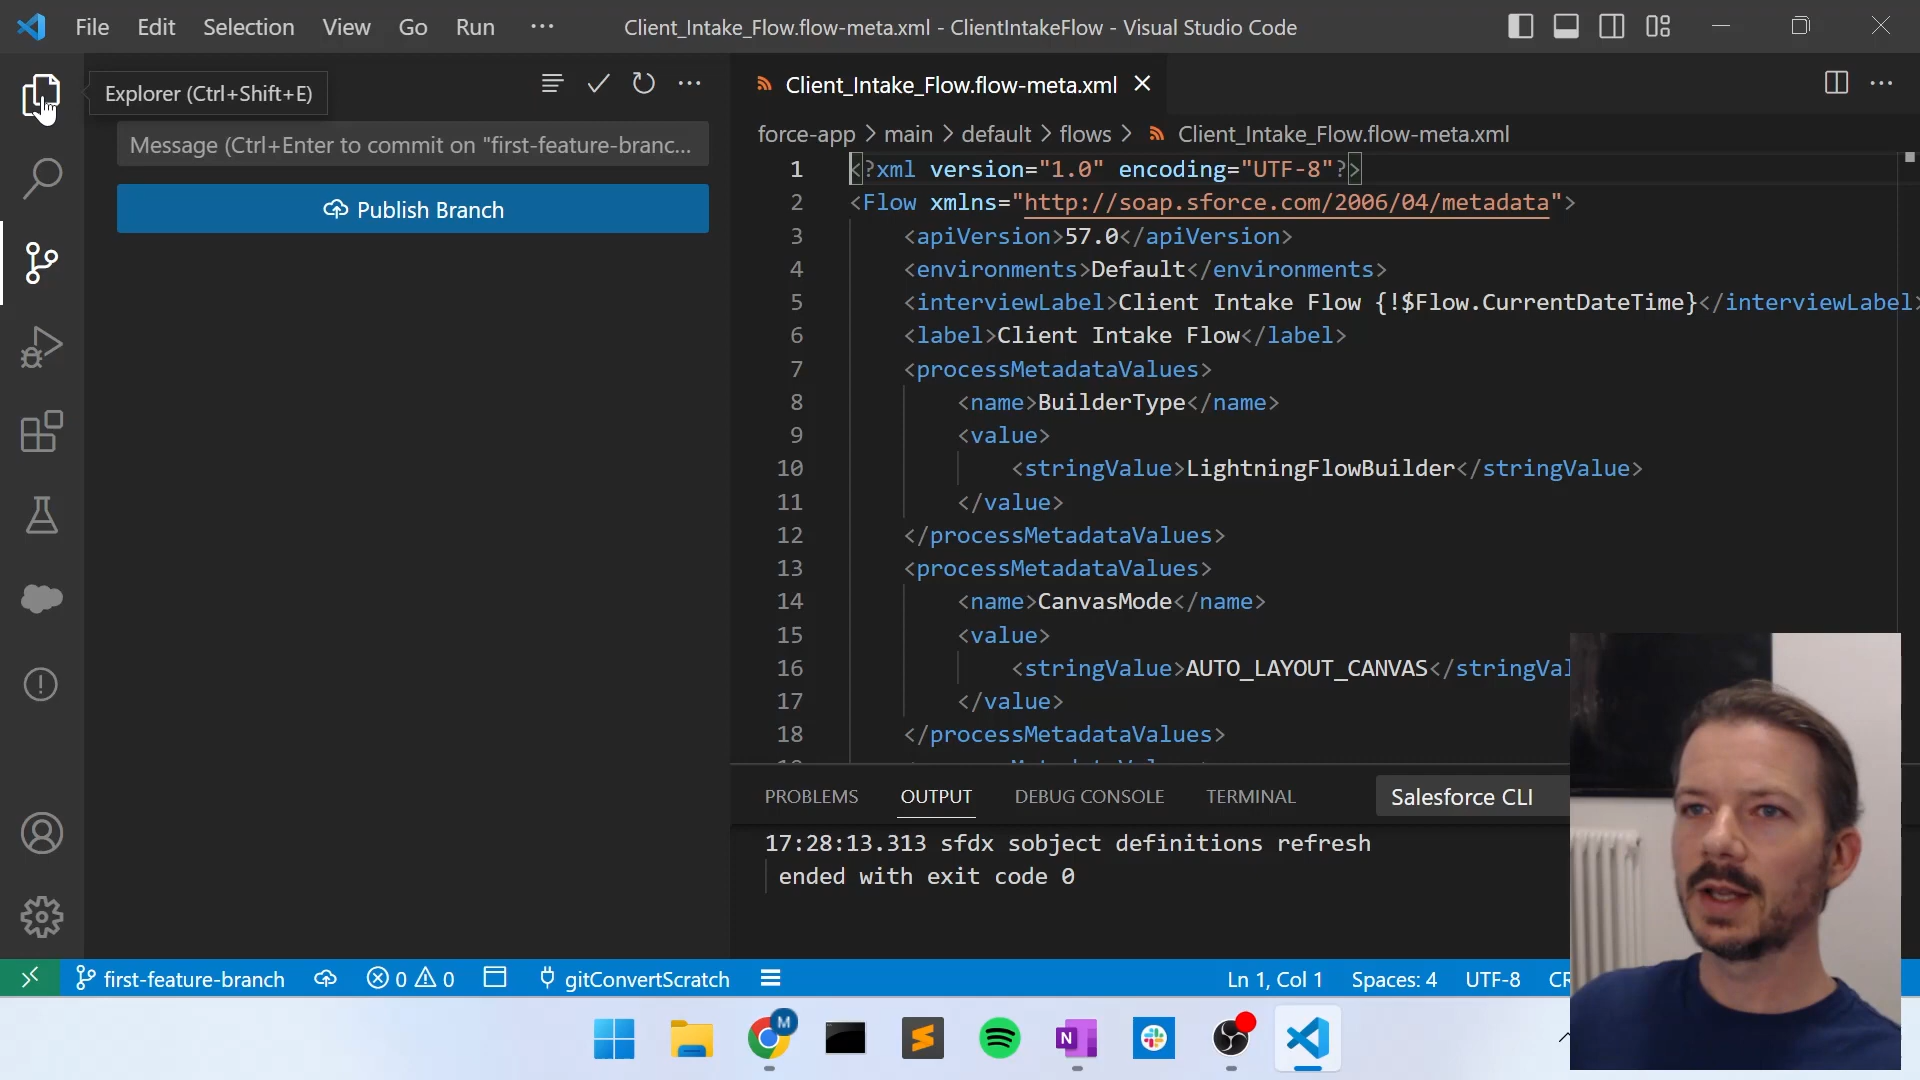 File Edit Selection View Go Run ··· Client_Intake_Flow.flow-meta.xml - ClientIntakeFlow - Visual Studio Code
Explorer (Ctrl+Shift+E)
Message (Ctrl+Enter to commit on "first-feature-branc...
Publish Branch
Client_Intake_Flow.flow-meta.xml
force-app > main > default > flows > Client_Intake_Flow.flow-meta.xml
1 <?xml version="1.0" encoding="UTF-8"?>
2 <Flow xmlns="http://soap.sforce.com/2006/04/metadata">
3 <apiVersion>57.0</apiVersion>
4 <environments>Default</environments>
5 <interviewLabel>Client Intake Flow {!$Flow.CurrentDateTime}</interviewLabel>
6 <label>Client Intake Flow</label>
7 <processMetadataValues>
8 <name>BuilderType</name>
9 <value>
10 <stringValue>LightningFlowBuilder</stringValue>
11 </value>
12 </processMetadataValues>
13 <processMetadataValues>
14 <name>CanvasMode</name>
15 <value>
16 <stringValue>AUTO_LAYOUT_CANVAS</stringVal
17 </value>
18 </processMetadataValues>
PROBLEMS OUTPUT DEBUG CONSOLE TERMINAL Salesforce CLI
17:28:13.313 sfdx sobject definitions refresh
ended with exit code 0
first-feature-branch 0 0 gitConvertScratch Ln 1, Col 1 Spaces: 4 UTF-8 CR
M
N